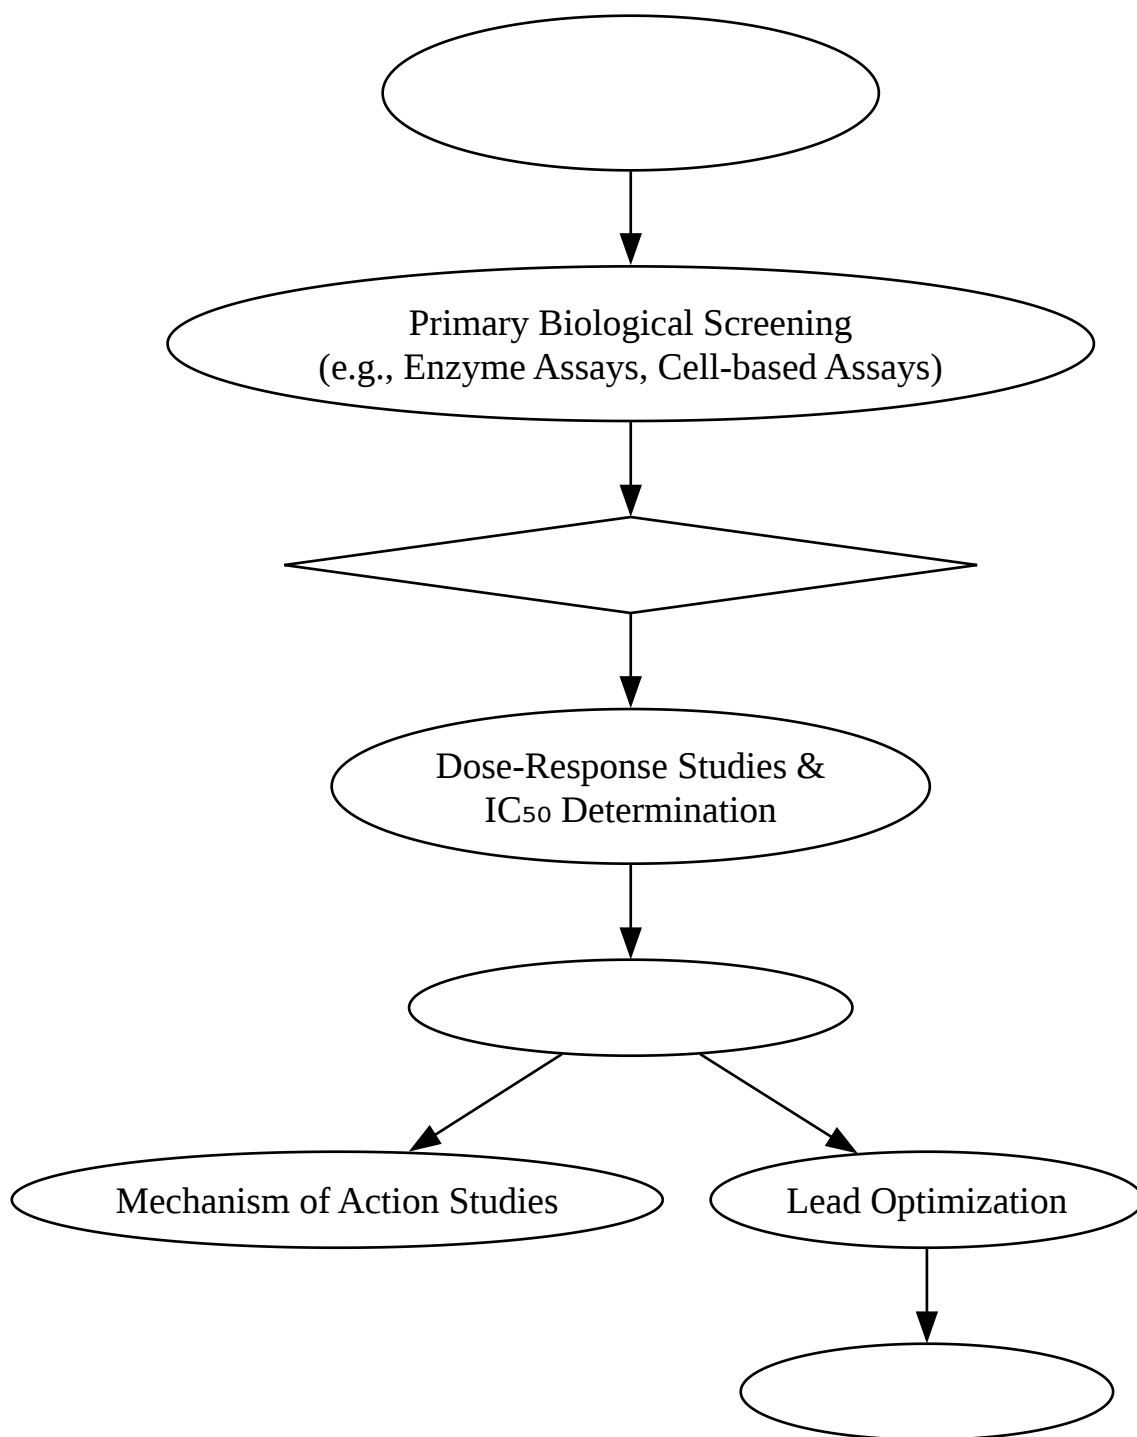 Primary Biological Screening
(e.g., Enzyme Assays, Cell-based Assays)
Dose-Response Studies &
IC₅₀ Determination
Mechanism of Action Studies
Lead Optimization